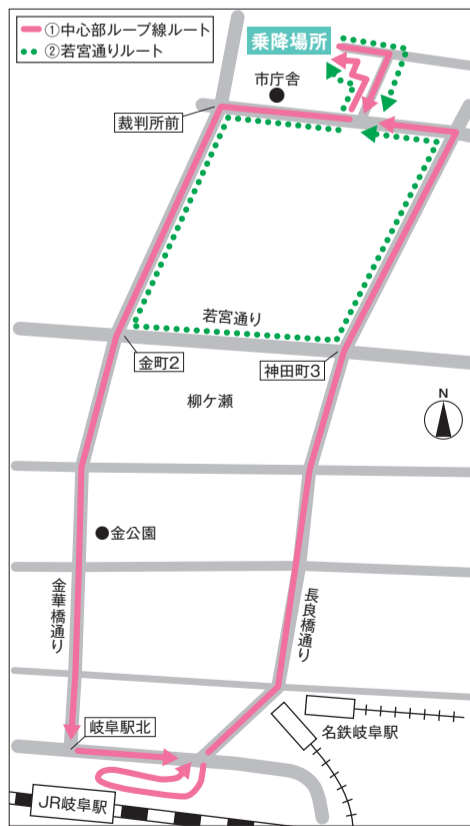 ①中心部ループ線ルート
②若宮通りルート
乗降場所
市庁舎
裁判所前
若宮通り
金町2
神田町3
柳ケ瀬
N
金公園
金華橋通り
長良橋通り
岐阜駅北
名鉄岐阜駅
JR岐阜駅